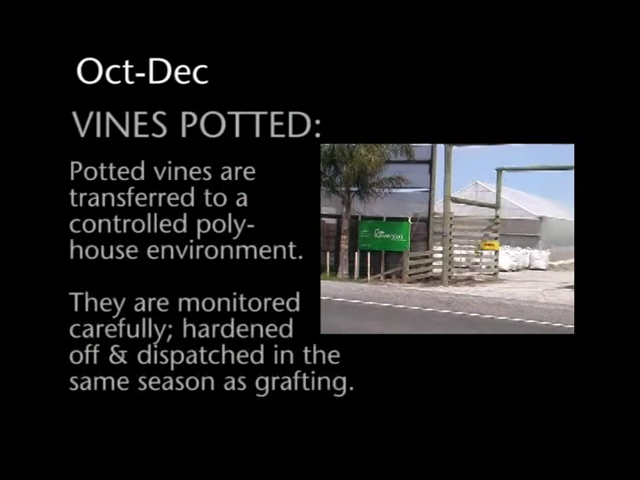 Oct-Dec
VINES POTTED:
Potted vines are
transferred to a
controlled poly-
house environment.
They are monitored
carefully; hardened
off & dispatched in the
same season as grafting.